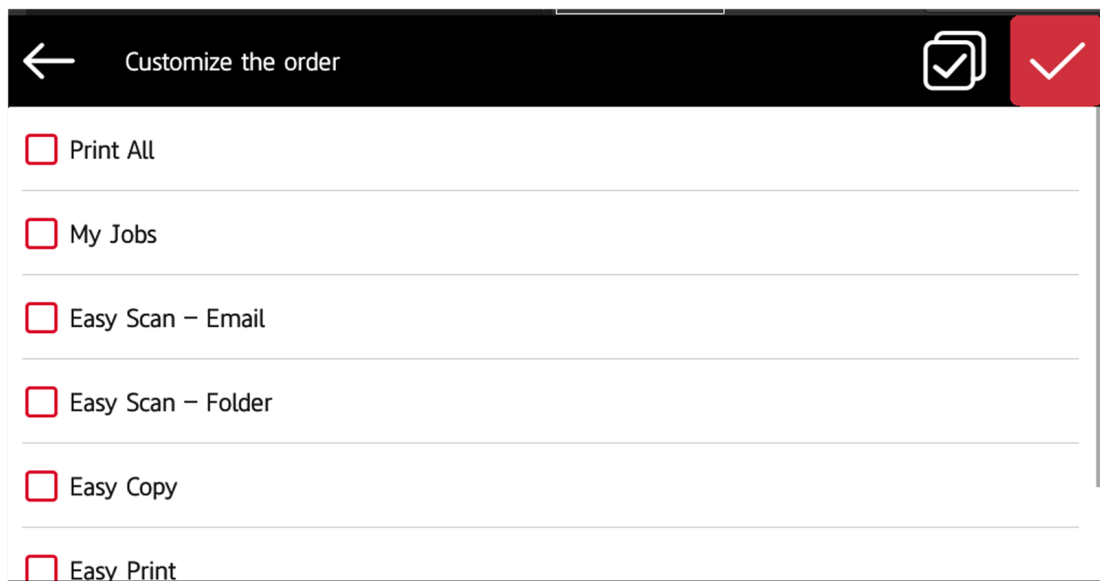 Customize the order
Print All
My Jobs
Easy Scan – Email
Easy Scan – Folder
Easy Copy
Easy Print